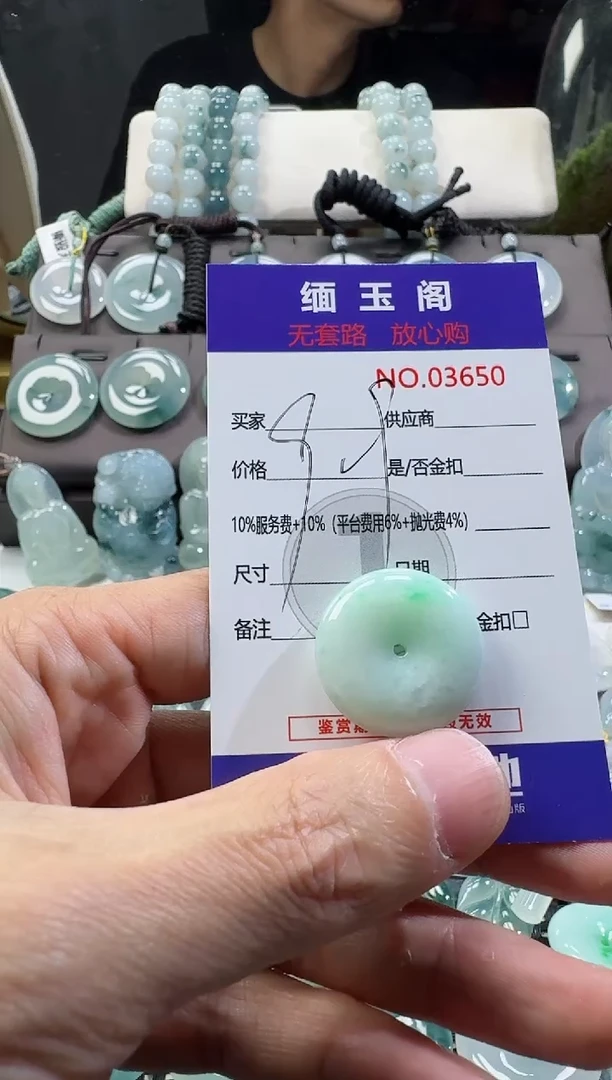 缅玉阁
无套路 放心购
NO.03650
买家 供应商
价格 是/否金扣
10%服务费+10% (平台费用6%+抛光费4%)
尺寸 日期
备注 金扣□
鉴赏 无效